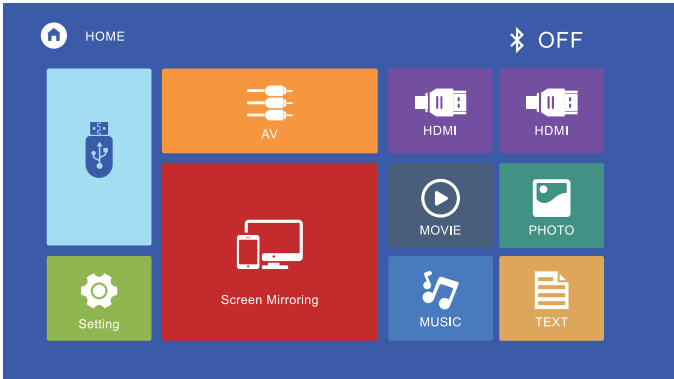 HOME
OFF
AV
HDMI
HDMI
MOVIE
PHOTO
Setting
Screen Mirroring
MUSIC
TEXT